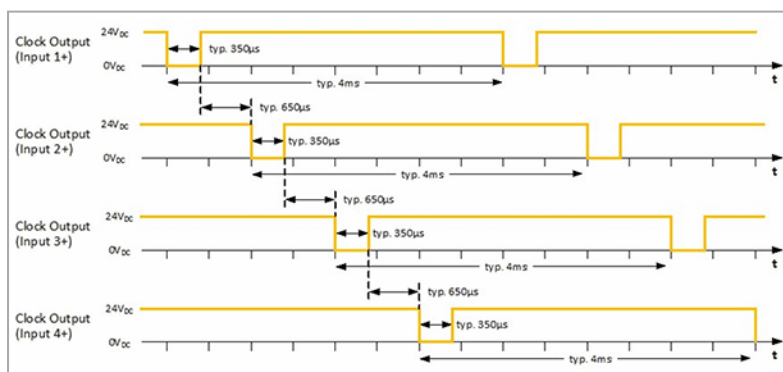 24VDC
Clock Output
(Input 1+)
typ. 350µs
0VDC
t
typ. 4ms
typ. 650µs
24VDC
Clock Output
(Input 2+)
typ. 350µs
0VDC
t
typ. 4ms
typ. 650µs
24VDC
Clock Output
(Input 3+)
typ. 350µs
0VDC
t
typ. 4ms
typ. 650µs
24VDC
Clock Output
(Input 4+)
typ. 350µs
0VDC
t
typ. 4ms